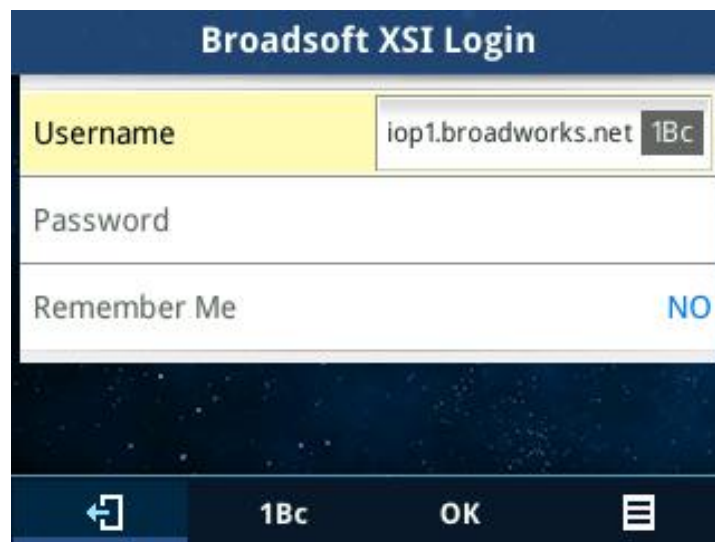 Broadsoft XSI Login
Username iop1.broadworks.net 1Bc
Password
Remember Me NO
1Bc OK